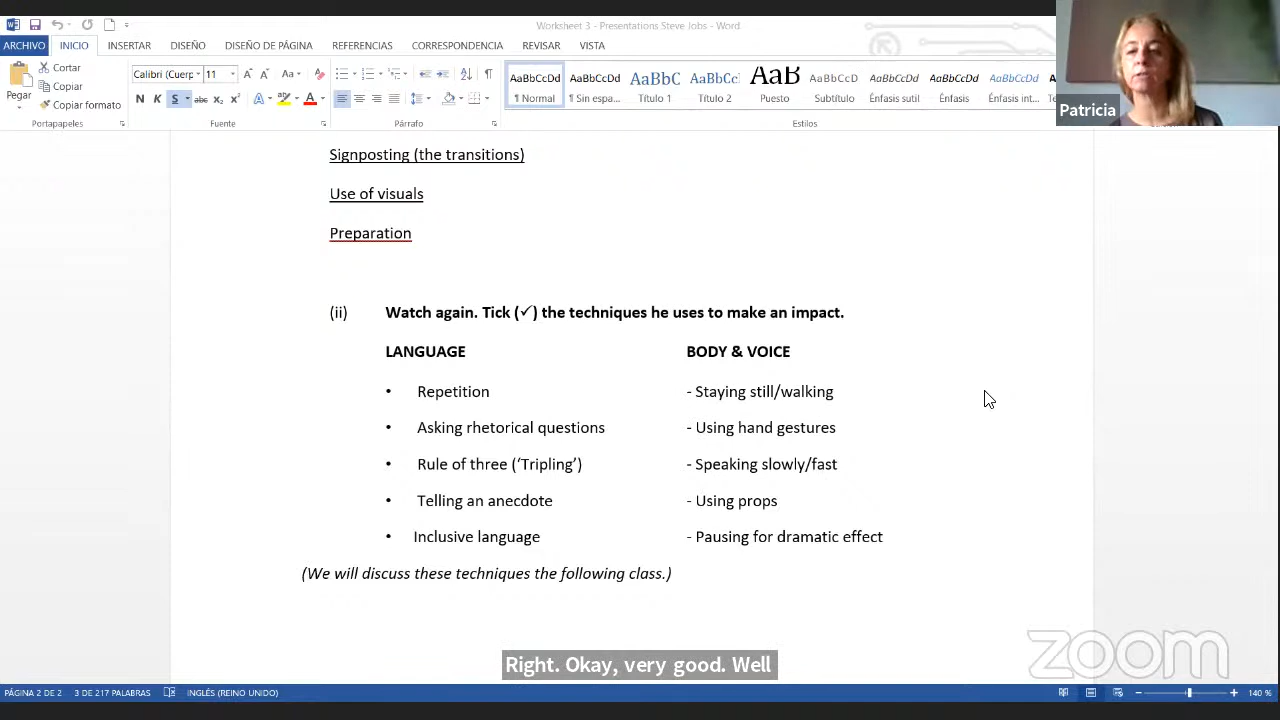 Worksheet 3 - Presentations Steve Jobs - Word
ARCHIVO INICIO INSERTAR DISEÑO DISEÑO DE PÁGINA REFERENCIAS CORRESPONDENCIA REVISAR VISTA
Pegar
Cortar
Copiar
Copiar formato
Portapapeles
Calibri (Cuerp 11
N K S abc x₂ x²
Fuente
Párrafo
AaBbCcDd AaBbCcDd AaBbC AaBbCc AaB AaBbCcD AaBbCcDd AaBbCcDd AaBbCcDd
¶ Normal ¶ Sin espa... Título 1 Título 2 Puesto Subtítulo Énfasis sutil Énfasis Énfasis int...
Estilos
Patricia
Signposting (the transitions)
Use of visuals
Preparation
(ii) Watch again. Tick (✓) the techniques he uses to make an impact.
LANGUAGE BODY & VOICE
• Repetition - Staying still/walking
• Asking rhetorical questions - Using hand gestures
• Rule of three (‘Tripling’) - Speaking slowly/fast
• Telling an anecdote - Using props
• Inclusive language - Pausing for dramatic effect
(We will discuss these techniques the following class.)
Right. Okay, very good. Well
zoom
PÁGINA 2 DE 2 3 DE 217 PALABRAS INGLÉS (REINO UNIDO) 140 %